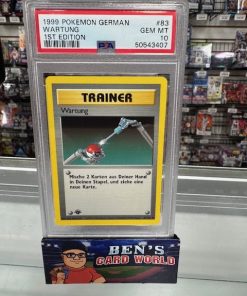 1999 POKEMON GERMAN #83
WARTUNG GEM MT
1ST EDITION 10
PSA 50543407
TRAINER
Wartung
Mische 2 Karten aus Deiner Hand
in Deinen Stapel, und ziehe eine
neue Karte.
BEN'S
CARD WORLD